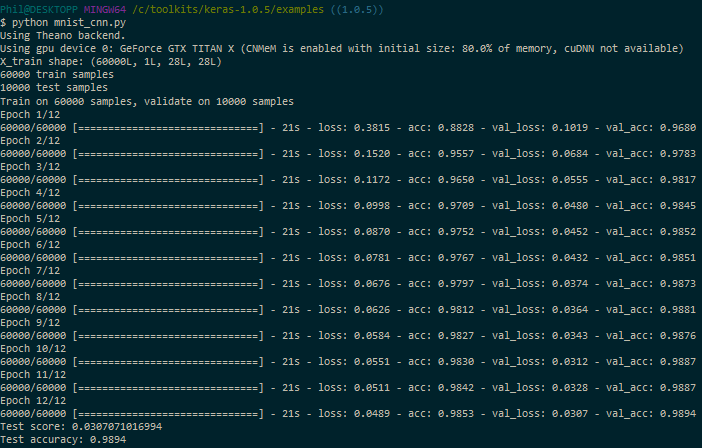 Phil@DESKTOPP MINGW64 /c/toolkits/keras-1.0.5/examples ((1.0.5))
$ python mnist_cnn.py
Using Theano backend.
Using gpu device 0: GeForce GTX TITAN X (CNMeM is enabled with initial size: 80.0% of memory, cuDNN not available)
X_train shape: (60000L, 1L, 28L, 28L)
60000 train samples
10000 test samples
Train on 60000 samples, validate on 10000 samples
Epoch 1/12
60000/60000 [==============================] - 21s - loss: 0.3815 - acc: 0.8828 - val_loss: 0.1019 - val_acc: 0.9680
Epoch 2/12
60000/60000 [==============================] - 21s - loss: 0.1520 - acc: 0.9557 - val_loss: 0.0684 - val_acc: 0.9783
Epoch 3/12
60000/60000 [==============================] - 21s - loss: 0.1172 - acc: 0.9650 - val_loss: 0.0555 - val_acc: 0.9817
Epoch 4/12
60000/60000 [==============================] - 21s - loss: 0.0998 - acc: 0.9709 - val_loss: 0.0480 - val_acc: 0.9845
Epoch 5/12
60000/60000 [==============================] - 21s - loss: 0.0870 - acc: 0.9752 - val_loss: 0.0452 - val_acc: 0.9852
Epoch 6/12
60000/60000 [==============================] - 21s - loss: 0.0781 - acc: 0.9767 - val_loss: 0.0432 - val_acc: 0.9851
Epoch 7/12
60000/60000 [==============================] - 21s - loss: 0.0676 - acc: 0.9797 - val_loss: 0.0374 - val_acc: 0.9873
Epoch 8/12
60000/60000 [==============================] - 21s - loss: 0.0626 - acc: 0.9812 - val_loss: 0.0364 - val_acc: 0.9881
Epoch 9/12
60000/60000 [==============================] - 21s - loss: 0.0584 - acc: 0.9827 - val_loss: 0.0343 - val_acc: 0.9876
Epoch 10/12
60000/60000 [==============================] - 21s - loss: 0.0551 - acc: 0.9830 - val_loss: 0.0312 - val_acc: 0.9887
Epoch 11/12
60000/60000 [==============================] - 21s - loss: 0.0511 - acc: 0.9842 - val_loss: 0.0328 - val_acc: 0.9887
Epoch 12/12
60000/60000 [==============================] - 21s - loss: 0.0489 - acc: 0.9853 - val_loss: 0.0307 - val_acc: 0.9894
Test score: 0.0307071016994
Test accuracy: 0.9894